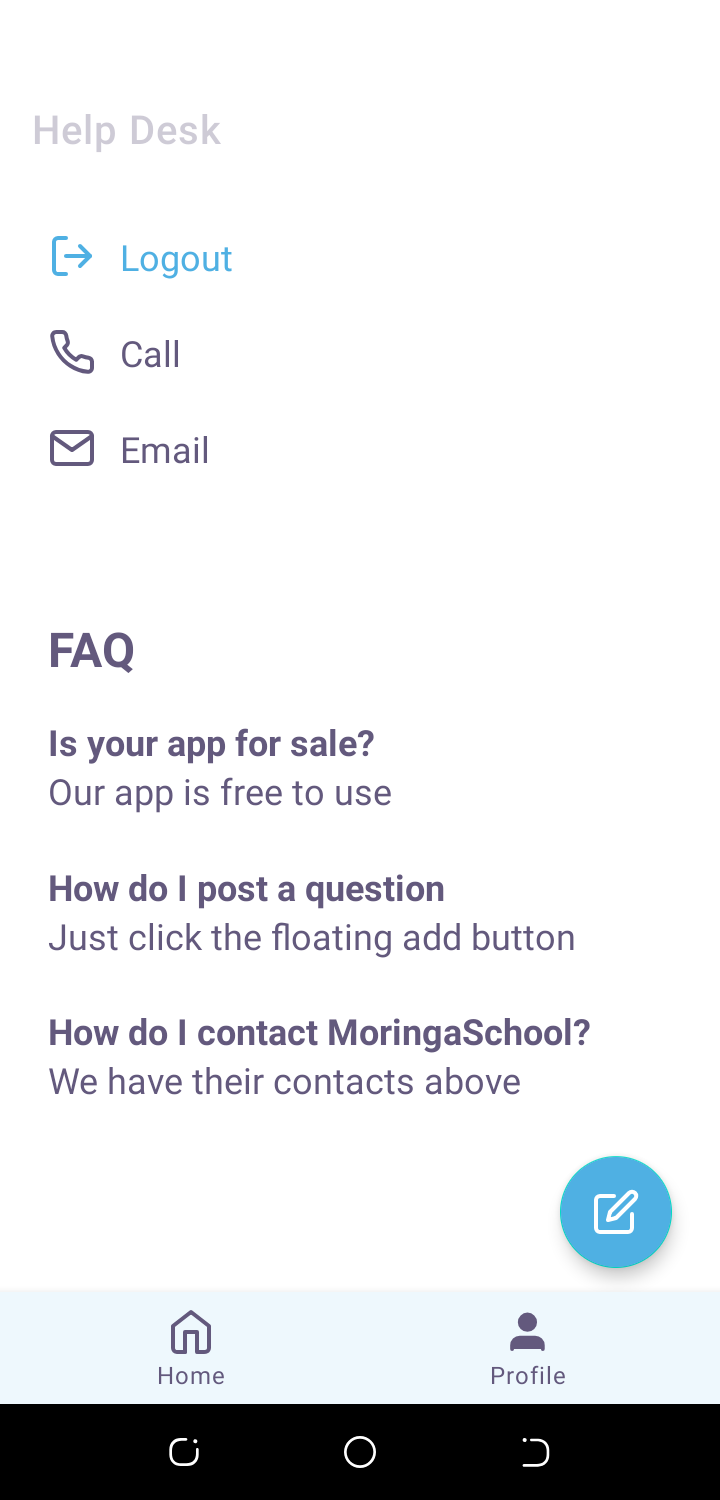 Help Desk
Logout
Call
Email
FAQ
Is your app for sale?
Our app is free to use
How do I post a question
Just click the floating add button
How do I contact MoringaSchool?
We have their contacts above
Home
Profile